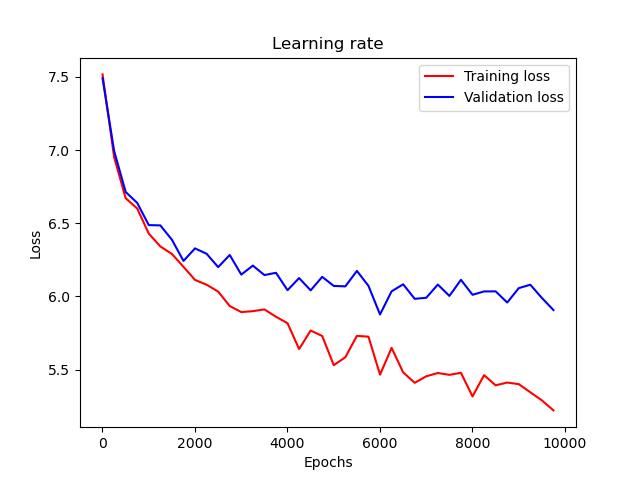 Learning rate
Training loss
Validation loss
7.5
7.0
6.5
6.0
5.5
Loss
0 2000 4000 6000 8000 10000
Epochs